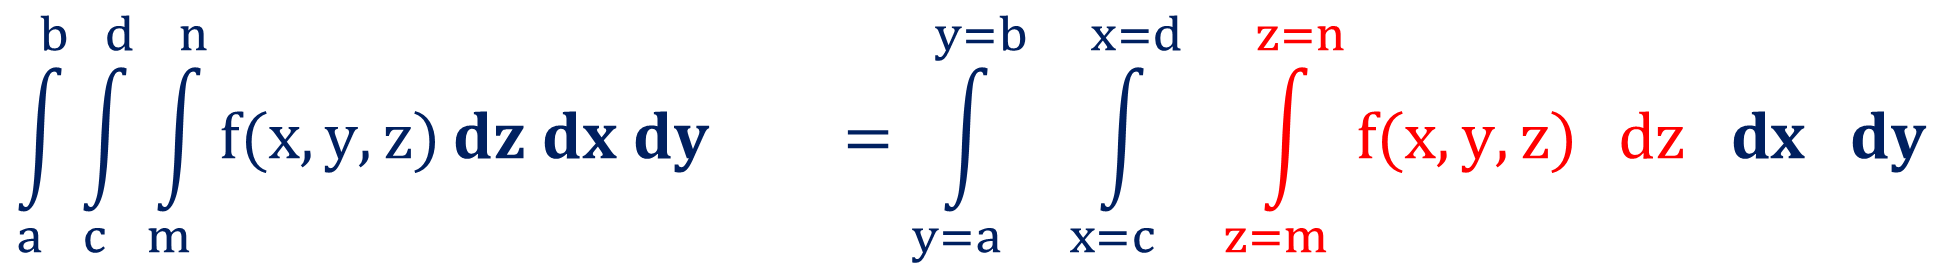 b d n y=b x=d z=n
∫ ∫ ∫ f(x, y, z) dz dx dy = ∫ ∫ ∫ f(x, y, z) dz dx dy
a c m y=a x=c z=m